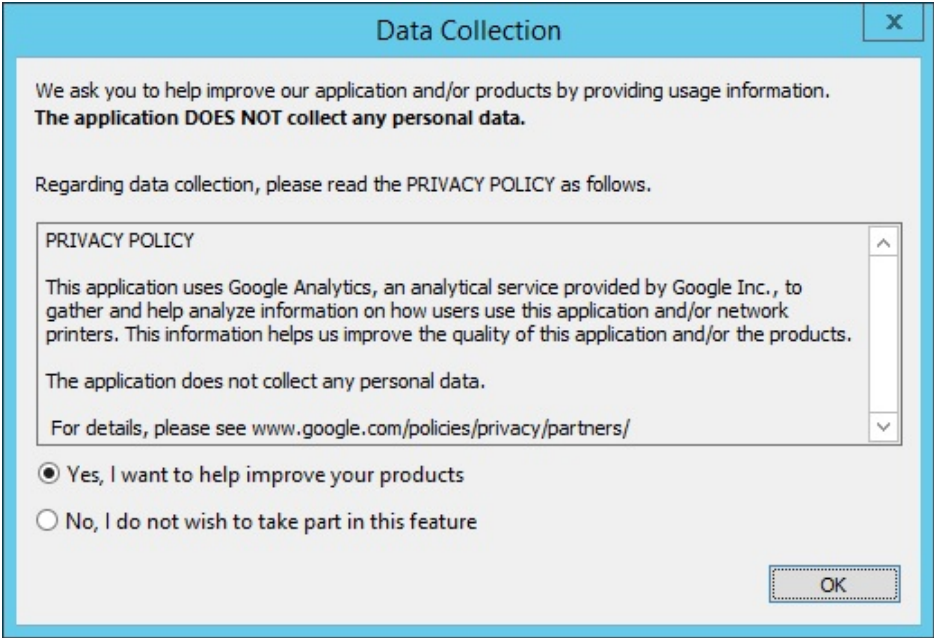 Data Collection
X
We ask you to help improve our application and/or products by providing usage information.
The application DOES NOT collect any personal data.
Regarding data collection, please read the PRIVACY POLICY as follows.
PRIVACY POLICY
This application uses Google Analytics, an analytical service provided by Google Inc., to
gather and help analyze information on how users use this application and/or network
printers. This information helps us improve the quality of this application and/or the products.
The application does not collect any personal data.
For details, please see www.google.com/policies/privacy/partners/
Yes, I want to help improve your products
No, I do not wish to take part in this feature
OK